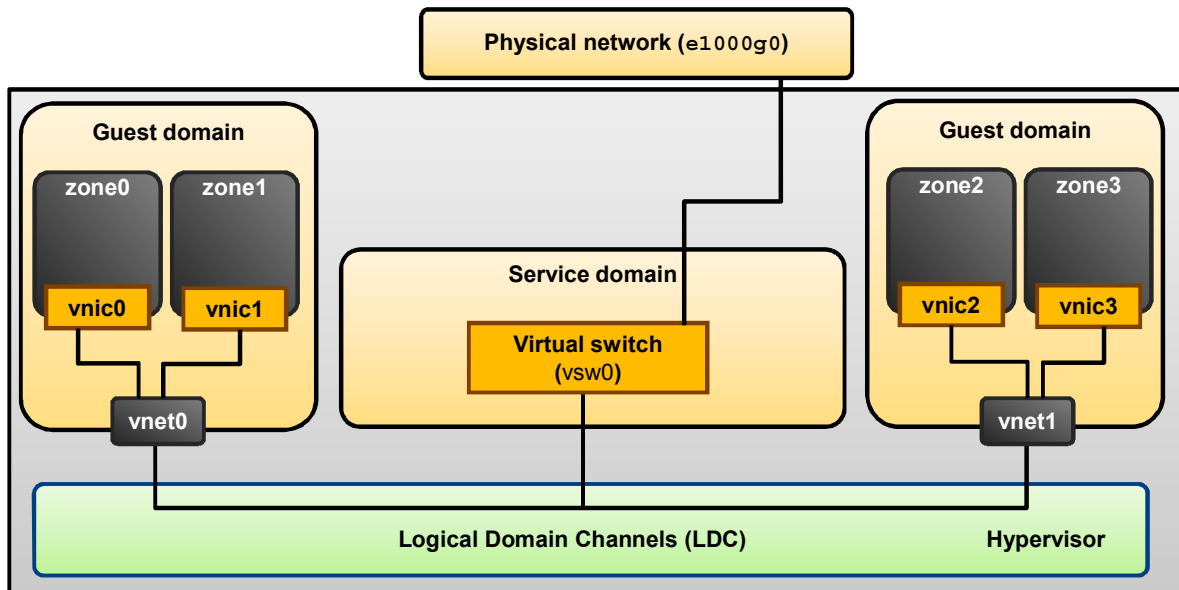 Physical network (e1000g0)
Guest domain
zone0 zone1
vnic0 vnic1
vnet0
Service domain
Virtual switch
(vsw0)
Guest domain
zone2 zone3
vnic2 vnic3
vnet1
Logical Domain Channels (LDC) Hypervisor